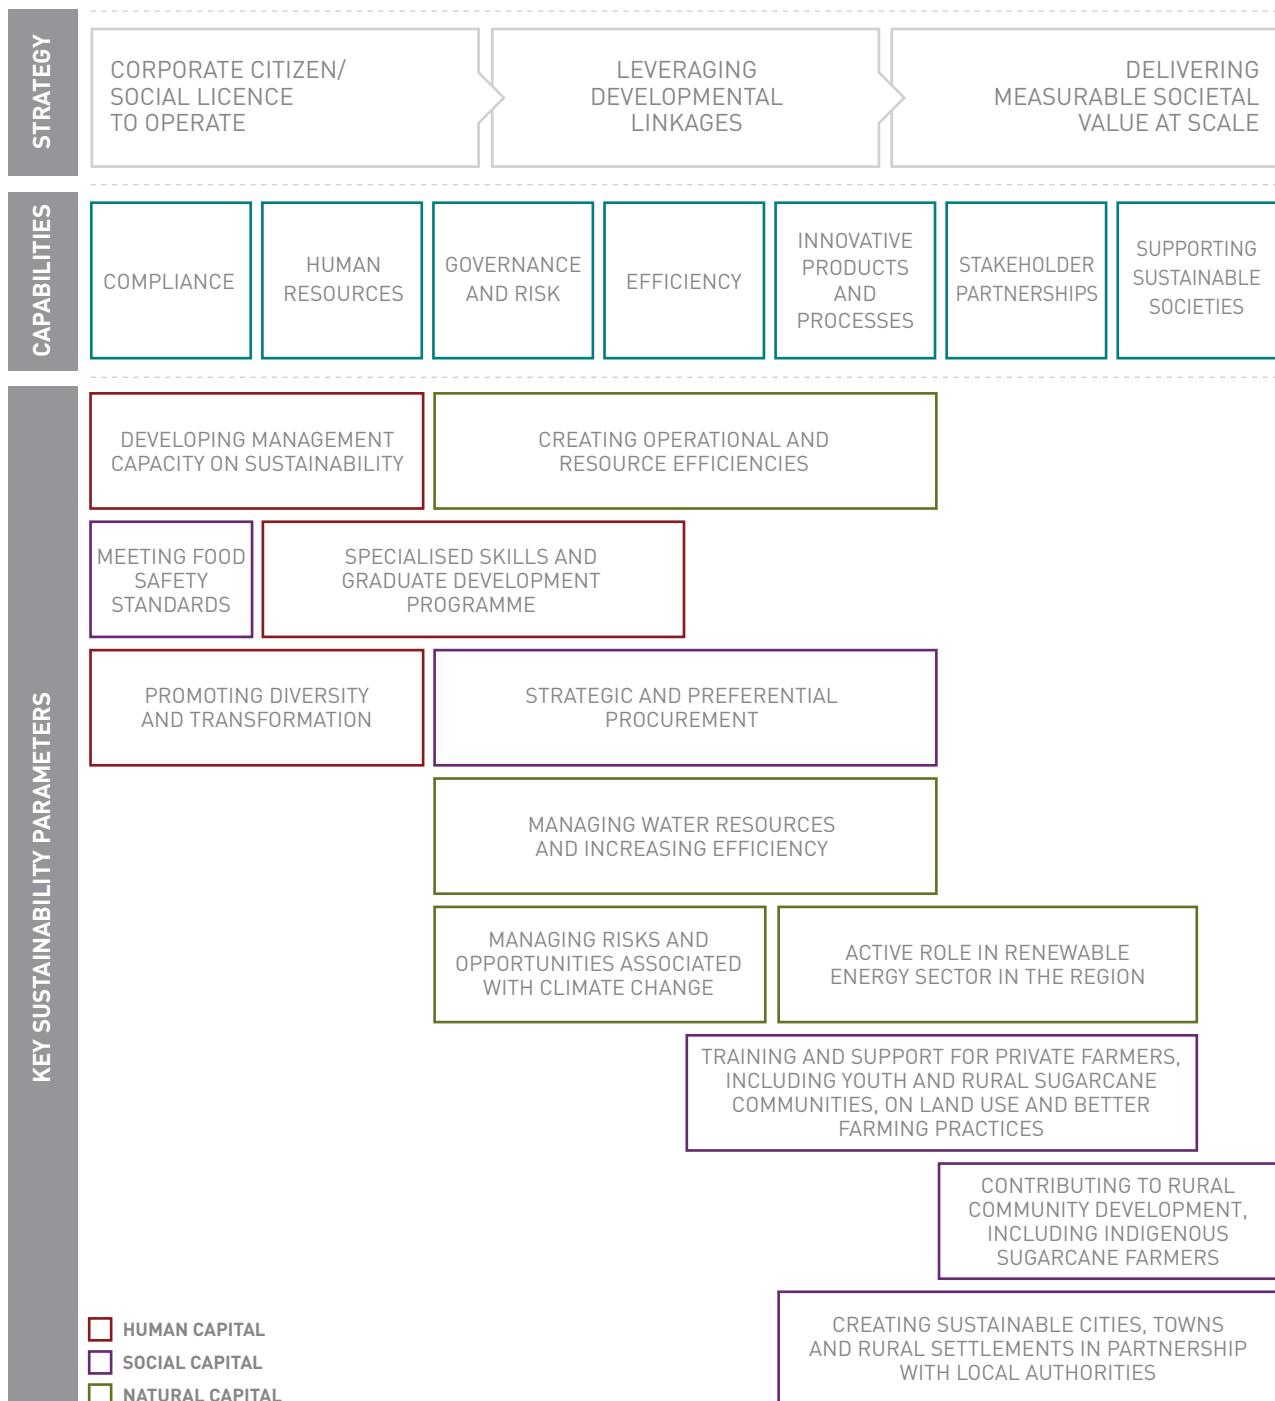 STRATEGY
CORPORATE CITIZEN/
SOCIAL LICENCE
TO OPERATE
LEVERAGING
DEVELOPMENTAL
LINKAGES
DELIVERING
MEASURABLE SOCIETAL
VALUE AT SCALE
CAPABILITIES
COMPLIANCE
HUMAN
RESOURCES
GOVERNANCE
AND RISK
EFFICIENCY
INNOVATIVE
PRODUCTS
AND
PROCESSES
STAKEHOLDER
PARTNERSHIPS
SUPPORTING
SUSTAINABLE
SOCIETIES
KEY SUSTAINABILITY PARAMETERS
DEVELOPING MANAGEMENT
CAPACITY ON SUSTAINABILITY
CREATING OPERATIONAL AND
RESOURCE EFFICIENCIES
MEETING FOOD
SAFETY
STANDARDS
SPECIALISED SKILLS AND
GRADUATE DEVELOPMENT
PROGRAMME
PROMOTING DIVERSITY
AND TRANSFORMATION
STRATEGIC AND PREFERENTIAL
PROCUREMENT
MANAGING WATER RESOURCES
AND INCREASING EFFICIENCY
MANAGING RISKS AND
OPPORTUNITIES ASSOCIATED
WITH CLIMATE CHANGE
ACTIVE ROLE IN RENEWABLE
ENERGY SECTOR IN THE REGION
TRAINING AND SUPPORT FOR PRIVATE FARMERS,
INCLUDING YOUTH AND RURAL SUGARCANE
COMMUNITIES, ON LAND USE AND BETTER
FARMING PRACTICES
CONTRIBUTING TO RURAL
COMMUNITY DEVELOPMENT,
INCLUDING INDIGENOUS
SUGARCANE FARMERS
CREATING SUSTAINABLE CITIES, TOWNS
AND RURAL SETTLEMENTS IN PARTNERSHIP
WITH LOCAL AUTHORITIES
HUMAN CAPITAL
SOCIAL CAPITAL
NATURAL CAPITAL